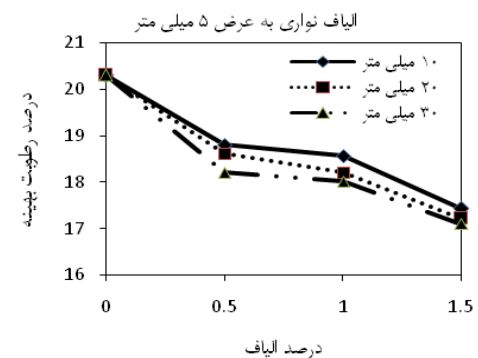 الیاف نواری به عرض ۵ میلی متر
21
20
19
18
17
16
درصد رطوبت بهینه
۱۰ میلی متر
۲۰ میلی متر
۳۰ میلی متر
0 0.5 1 1.5
درصد الیاف